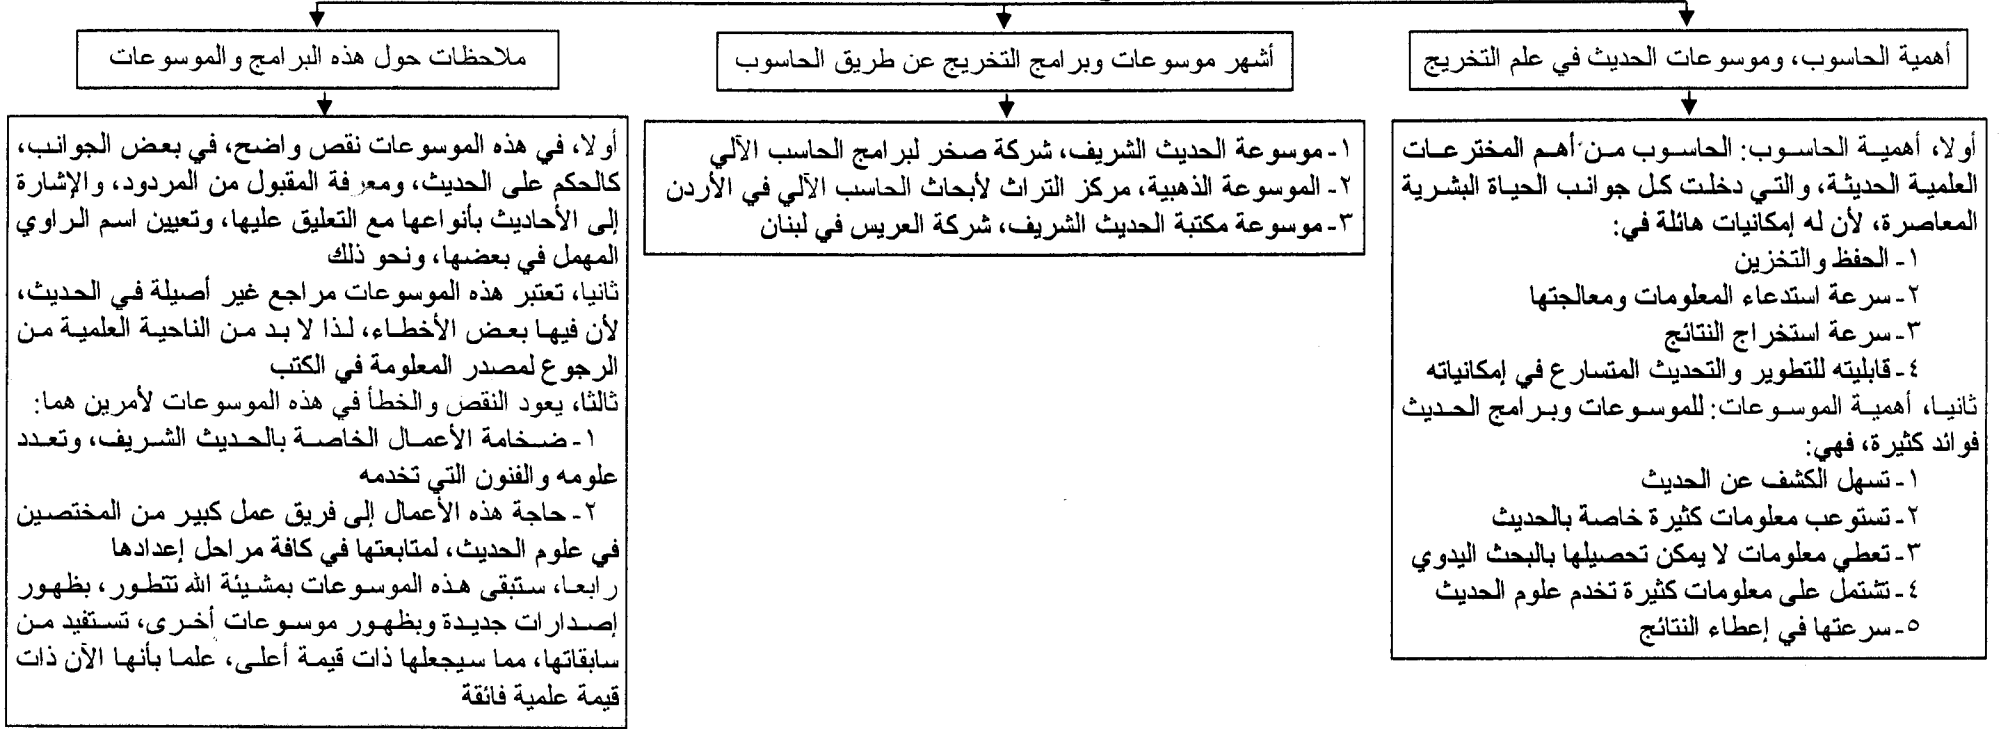 أهمية الحاسوب، وموسوعات الحديث في علم التخريج
أولا، أهمية الحاسوب: الحاسوب من أهم المخترعات
العلمية الحديثة، والتي دخلت كل جوانب الحياة البشرية
المعاصرة، لأن له إمكانيات هائلة في:
١- الحفظ والتخزين
٢- سرعة استدعاء المعلومات ومعالجتها
٣- سرعة استخراج النتائج
٤- قابليته للتطوير والتحديث المتسارع في إمكانياته
ثانيا، أهمية الموسوعات: للموسوعات وبرامج الحديث
فوائد كثيرة، فهي:
١- تسهل الكشف عن الحديث
٢- تستوعب معلومات كثيرة خاصة بالحديث
٣- تعطي معلومات لا يمكن تحصيلها بالبحث اليدوي
٤- تشتمل على معلومات كثيرة تخدم علوم الحديث
٥- سرعتها في إعطاء النتائج
أشهر موسوعات وبرامج التخريج عن طريق الحاسوب
١- موسوعة الحديث الشريف، شركة صخر لبرامج الحاسب الآلي
٢- الموسوعة الذهبية، مركز التراث لأبحاث الحاسب الآلي في الأردن
٣- موسوعة مكتبة الحديث الشريف، شركة العريس في لبنان
ملاحظات حول هذه البرامج والموسوعات
أولا، في هذه الموسوعات نقص واضح، في بعض الجوانب،
كالحكم على الحديث، ومعرفة المقبول من المردود، والإشارة
إلى الأحاديث بأنواعها مع التعليق عليها، وتعيين اسم الراوي
المهمل في بعضها، ونحو ذلك
ثانيا، تعتبر هذه الموسوعات مراجع غير أصيلة في الحديث،
لأن فيها بعض الأخطاء، لذا لا بد من الناحية العلمية من
الرجوع لمصدر المعلومة في الكتب
ثالثا، يعود النقص والخطأ في هذه الموسوعات لأمرين هما:
١- ضخامة الأعمال الخاصة بالحديث الشريف، وتعدد
علومه والفنون التي تخدمه
٢- حاجة هذه الأعمال إلى فريق عمل كبير من المختصين
في علوم الحديث، لمتابعتها في كافة مراحل إعدادها
رابعا، ستبقى هذه الموسوعات بمشيئة الله تتطور، بظهور
إصدارات جديدة وبظهور موسوعات أخرى، تستفيد من
سابقاتها، مما سيجعلها ذات قيمة أعلى، علما بأنها الآن ذات
قيمة علمية فائقة